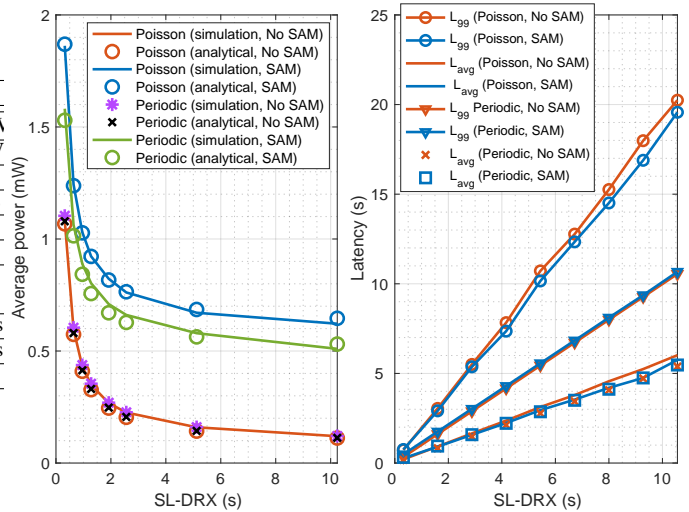 Poisson (simulation, No SAM)
Poisson (analytical, No SAM)
Poisson (simulation, SAM)
Poisson (analytical, SAM)
Periodic (simulation, No SAM)
Periodic (analytical, No SAM)
Periodic (simulation, SAM)
Periodic (analytical, SAM)
2
1.5
1
0.5
0
Average power (mW)
0 2 4 6 8 10
SL-DRX (s)
L99 (Poisson, No SAM)
L99 (Poisson, SAM)
Lavg (Poisson, No SAM)
Lavg (Poisson, SAM)
L99 Periodic, No SAM)
L99 (Periodic, SAM)
Lavg (Periodic, No SAM)
Lavg (Periodic, SAM)
25
20
15
10
5
0
Latency (s)
0 2 4 6 8 10
SL-DRX (s)